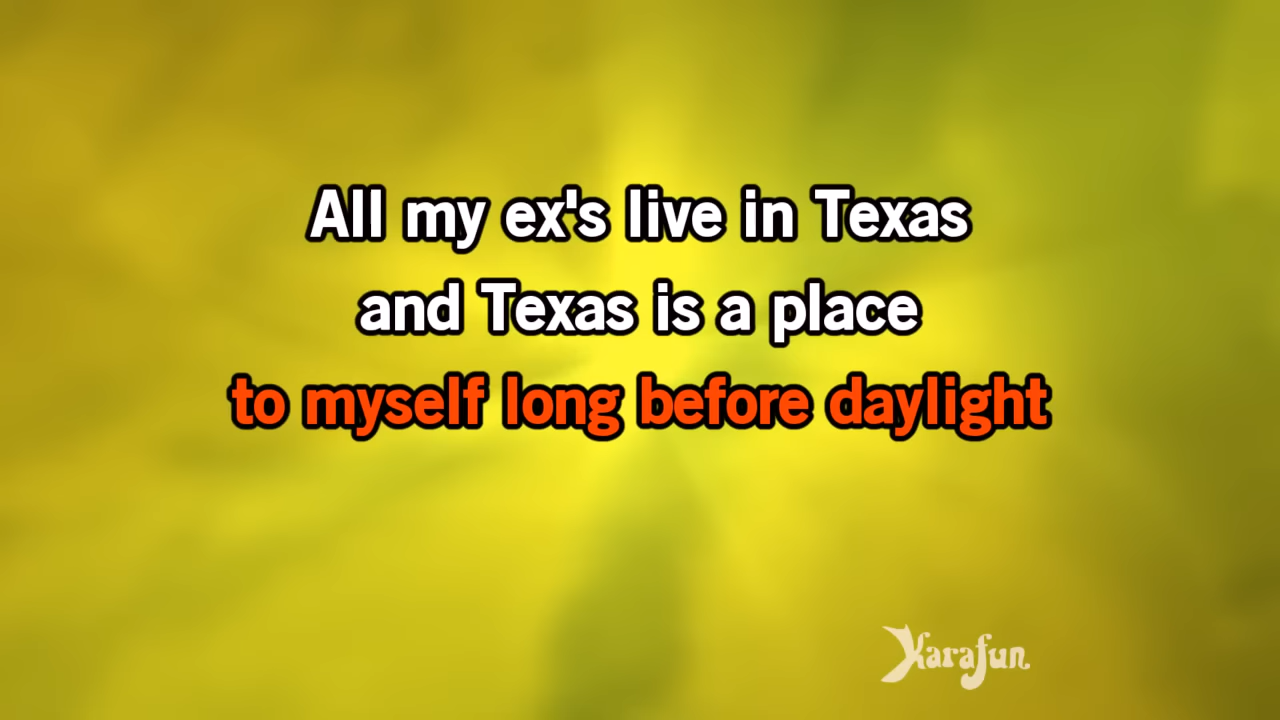 All my ex's live in Texas
and Texas is a place
to myself long before daylight
Karafun